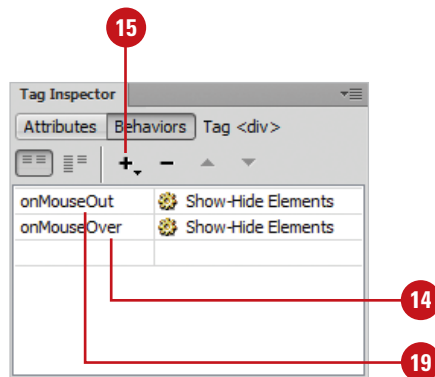 15
Tag Inspector
Attributes Behaviors Tag <div>
onMouseOut Show-Hide Elements
onMouseOver Show-Hide Elements
14
19